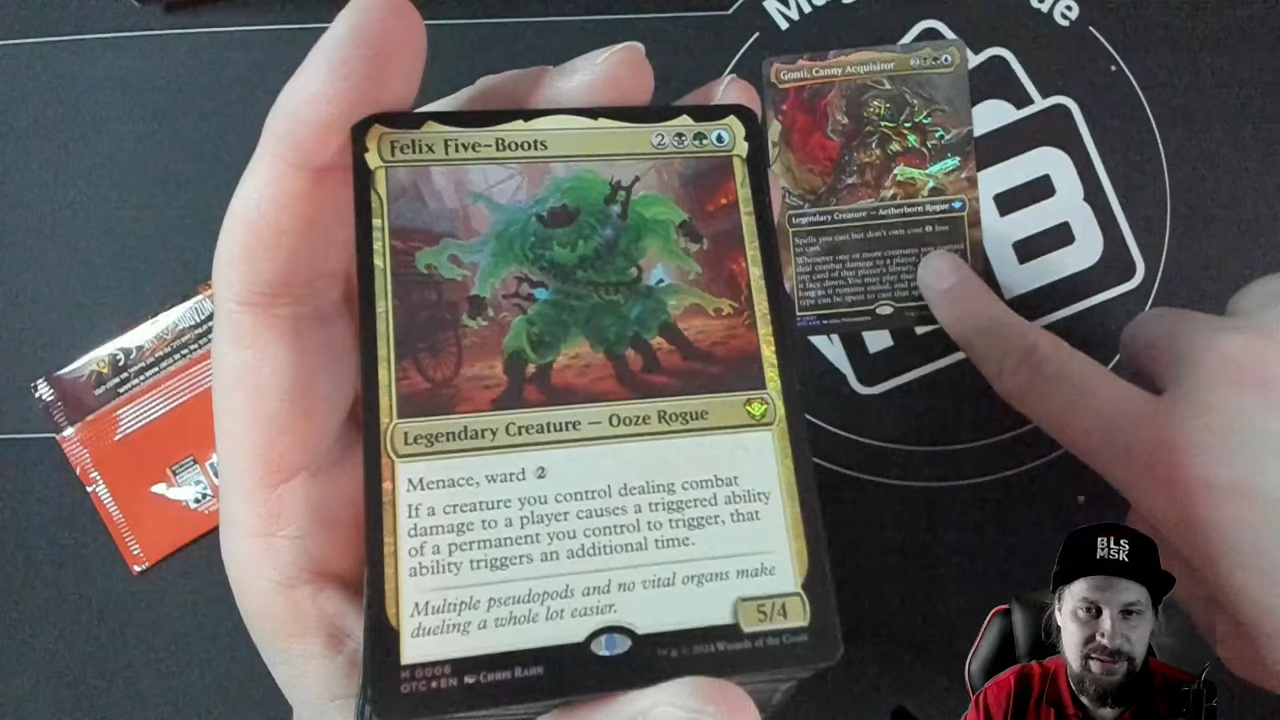 Felix Five-Boots
2
Legendary Creature — Ooze Rogue
Menace, ward 2
If a creature you control dealing combat
damage to a player causes a triggered ability
of a permanent you control to trigger, that
ability triggers an additional time.
Multiple pseudopods and no vital organs make
dueling a whole lot easier.
5/4
M 0006
OTC ★ EN Chris Rahn
& © 2024 Wizards of the Coast
Gonti, Canny Acquisitor
2
Legendary Creature — Aetherborn Rogue
Spells you cast but don't own cost 1 less
to cast.
Whenever one or more creatures you control
deal combat damage to a player,
top card of that player's library
it face down. You may play that
long as it remains exiled, and
type can be spent to cast that
B
BLS
MSK